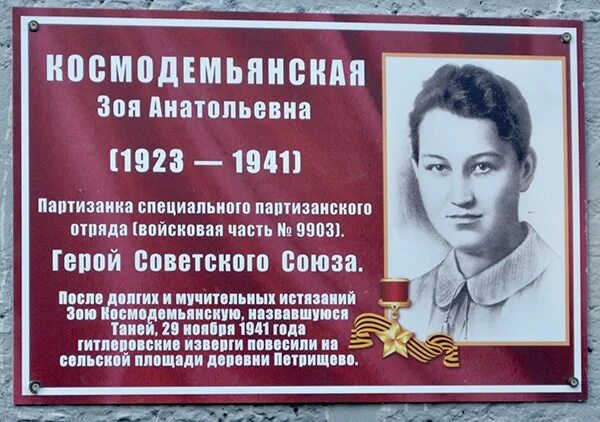 КОСМОДЕМЬЯНСКАЯ
Зоя Анатольевна
(1923 — 1941)
Партизанка специального партизанского
отряда (войсковая часть № 9903).
Герой Советского Союза.
После долгих и мучительных истязаний
Зою Космодемьянскую, назвавшуюся
Таней, 29 ноября 1941 года
гитлеровские изверги повесили на
сельской площади деревни Петрищево.